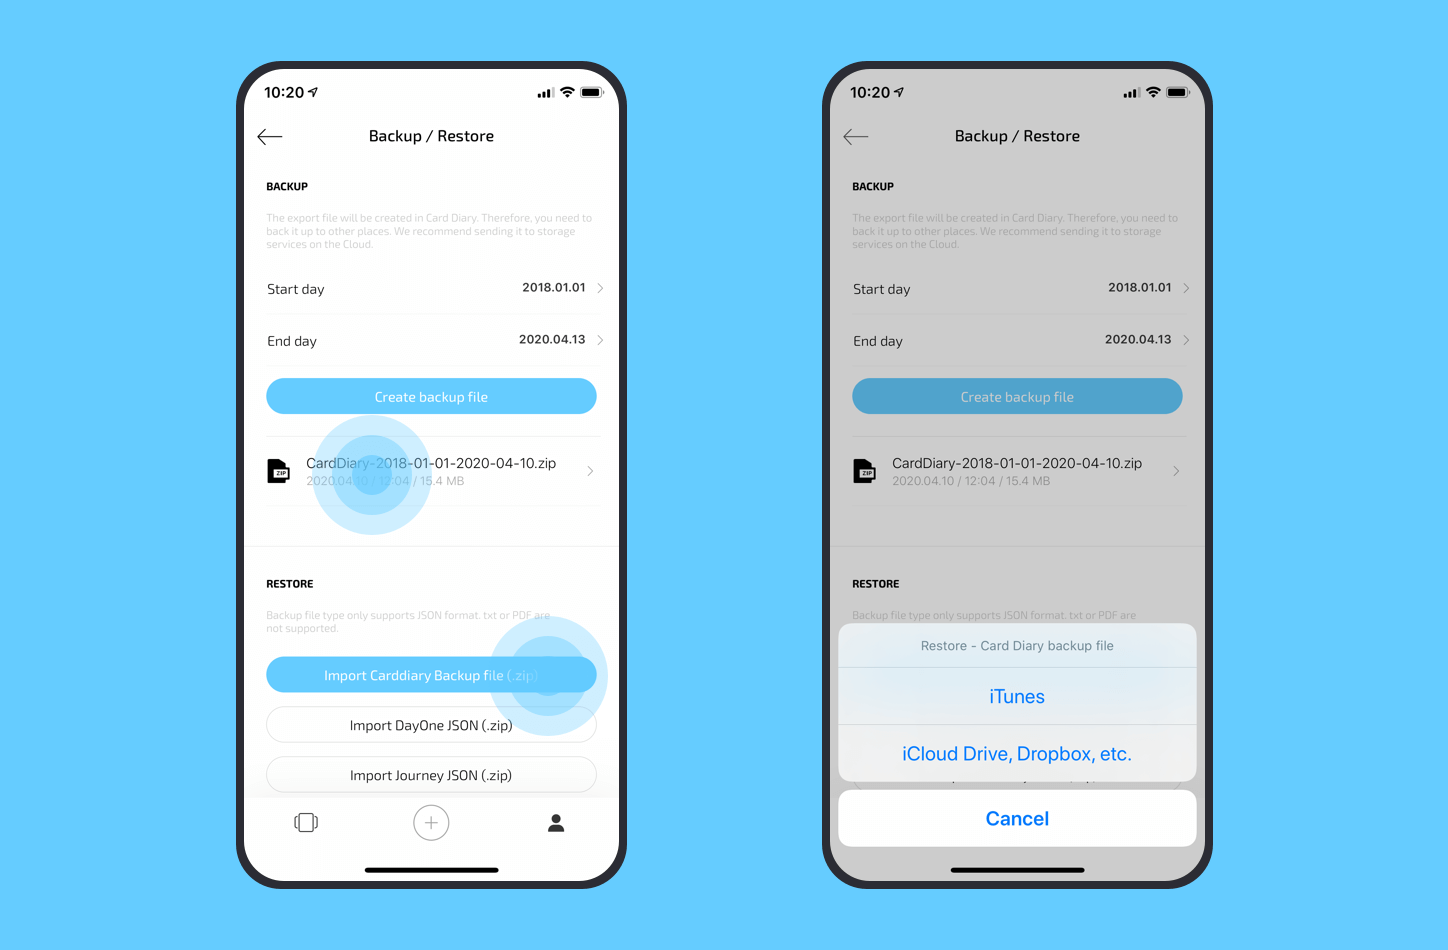 10:20
Backup / Restore
BACKUP
The export file will be created in Card Diary. Therefore, you need to
back it up to other places. We recommend sending it to storage
services on the Cloud.
Start day 2018.01.01
End day 2020.04.13
Create backup file
ZIP
CardDiary-2018-01-01-2020-04-10.zip
2020.04.10 / 12:04 / 15.4 MB
RESTORE
Backup file type only supports JSON format. txt or PDF are
not supported.
Import Carddiary Backup file (.zip)
Import DayOne JSON (.zip)
Import Journey JSON (.zip)
10:20
Backup / Restore
BACKUP
The export file will be created in Card Diary. Therefore, you need to
back it up to other places. We recommend sending it to storage
services on the Cloud.
Start day 2018.01.01
End day 2020.04.13
Create backup file
ZIP
CardDiary-2018-01-01-2020-04-10.zip
2020.04.10 / 12:04 / 15.4 MB
RESTORE
Backup file type only supports JSON format. txt or PDF are
Restore - Card Diary backup file
iTunes
iCloud Drive, Dropbox, etc.
Cancel